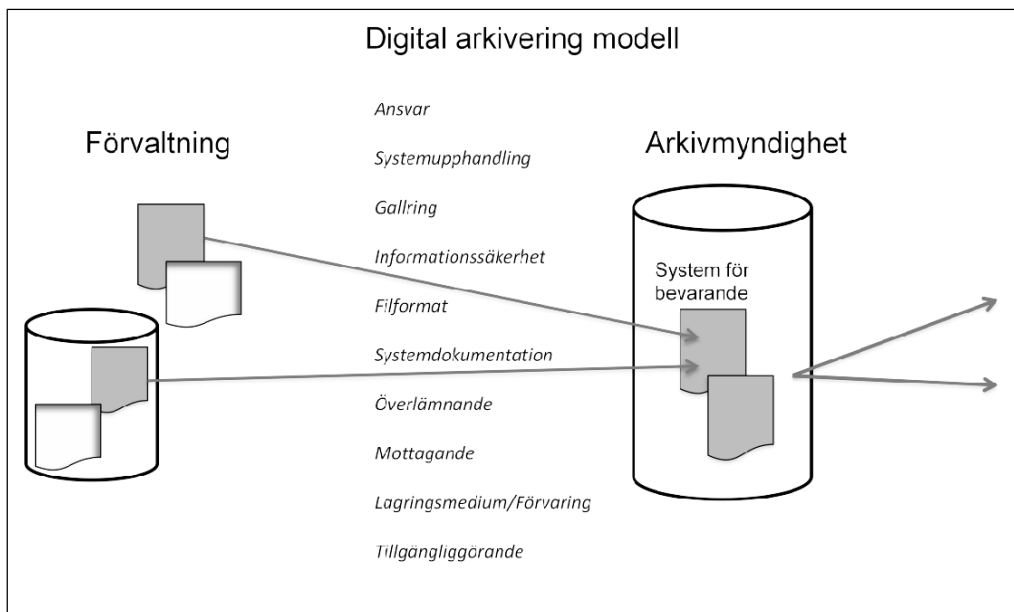 Digital arkivering modell
Förvaltning
Ansvar
Systemupphandling
Gallring
Informationssäkerhet
Filformat
Systemdokumentation
Överlämnande
Mottagande
Lagringsmedium/Förvaring
Tillgängliggörande
Arkivmyndighet
System för
bevarande